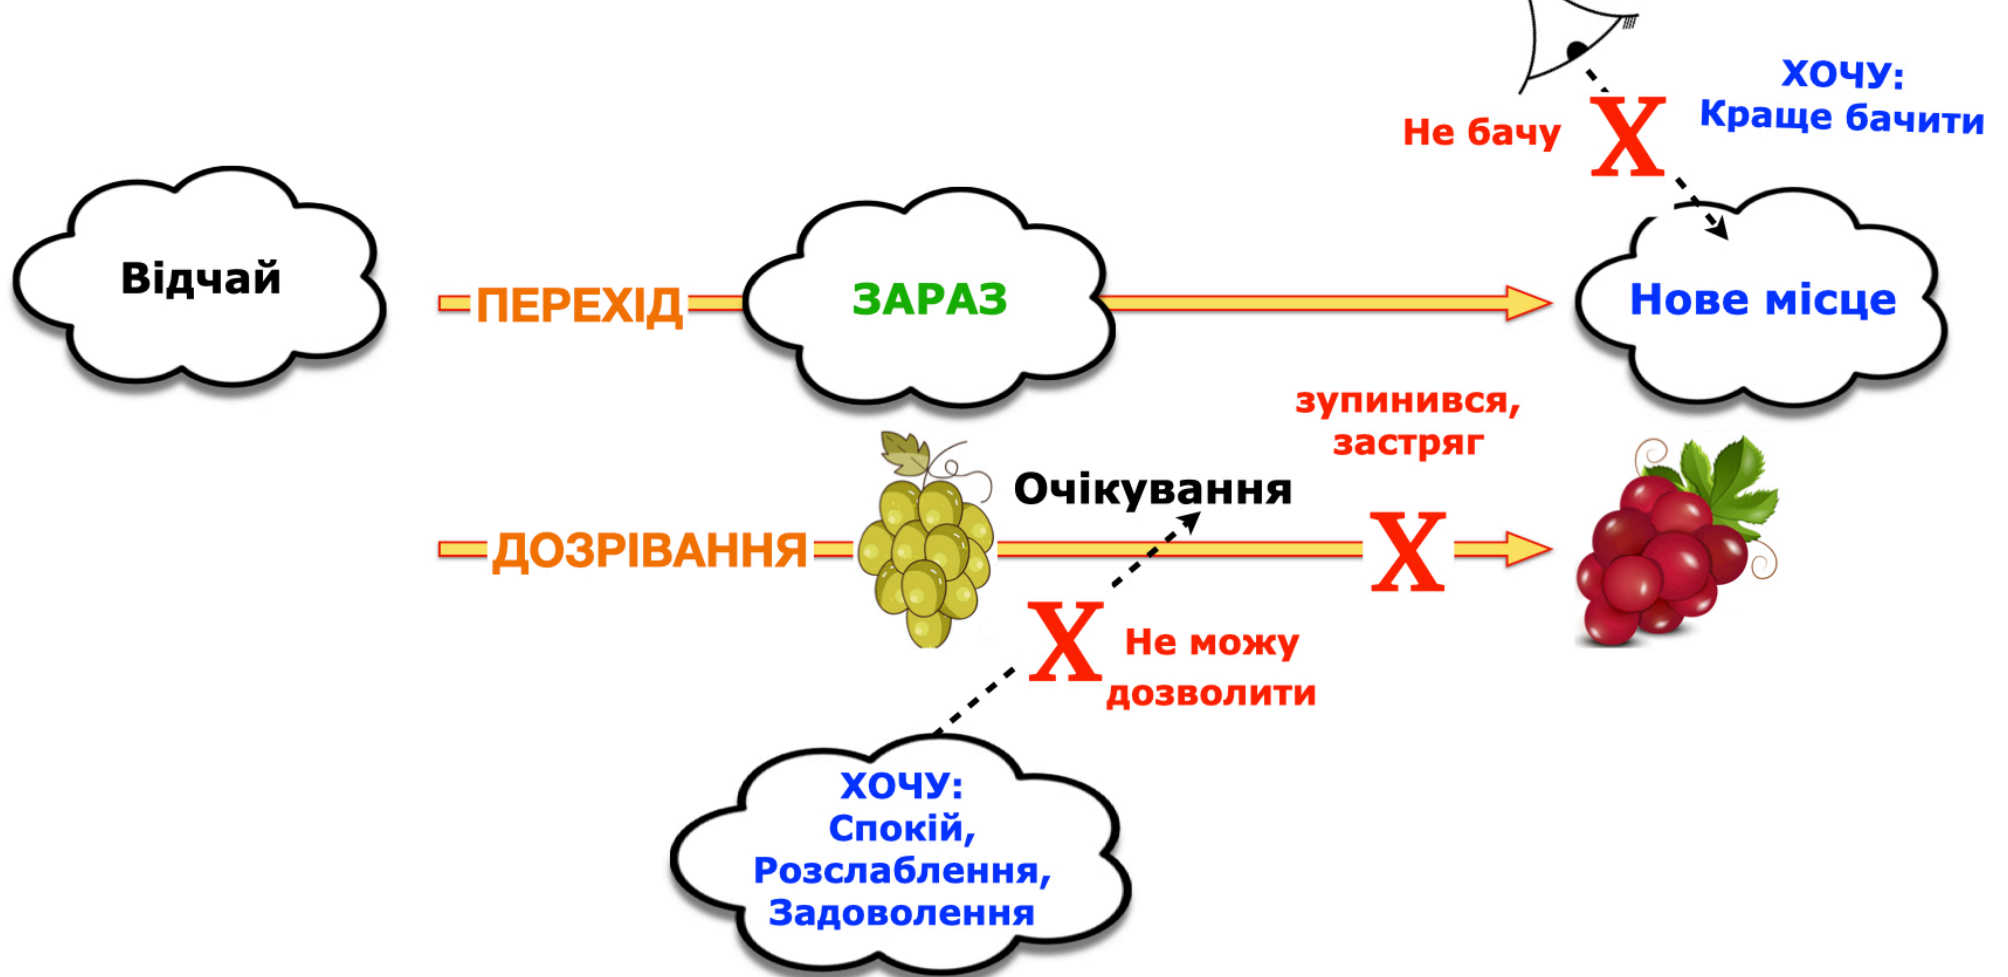 ХОЧУ:
Краще бачити
Не бачу
X
Відчай
ПЕРЕХІД
ЗАРАЗ
Нове місце
зупинився,
застряг
Очікування
ДОЗРІВАННЯ
X
X
Не можу
дозволити
ХОЧУ:
Спокій,
Розслаблення,
Задоволення